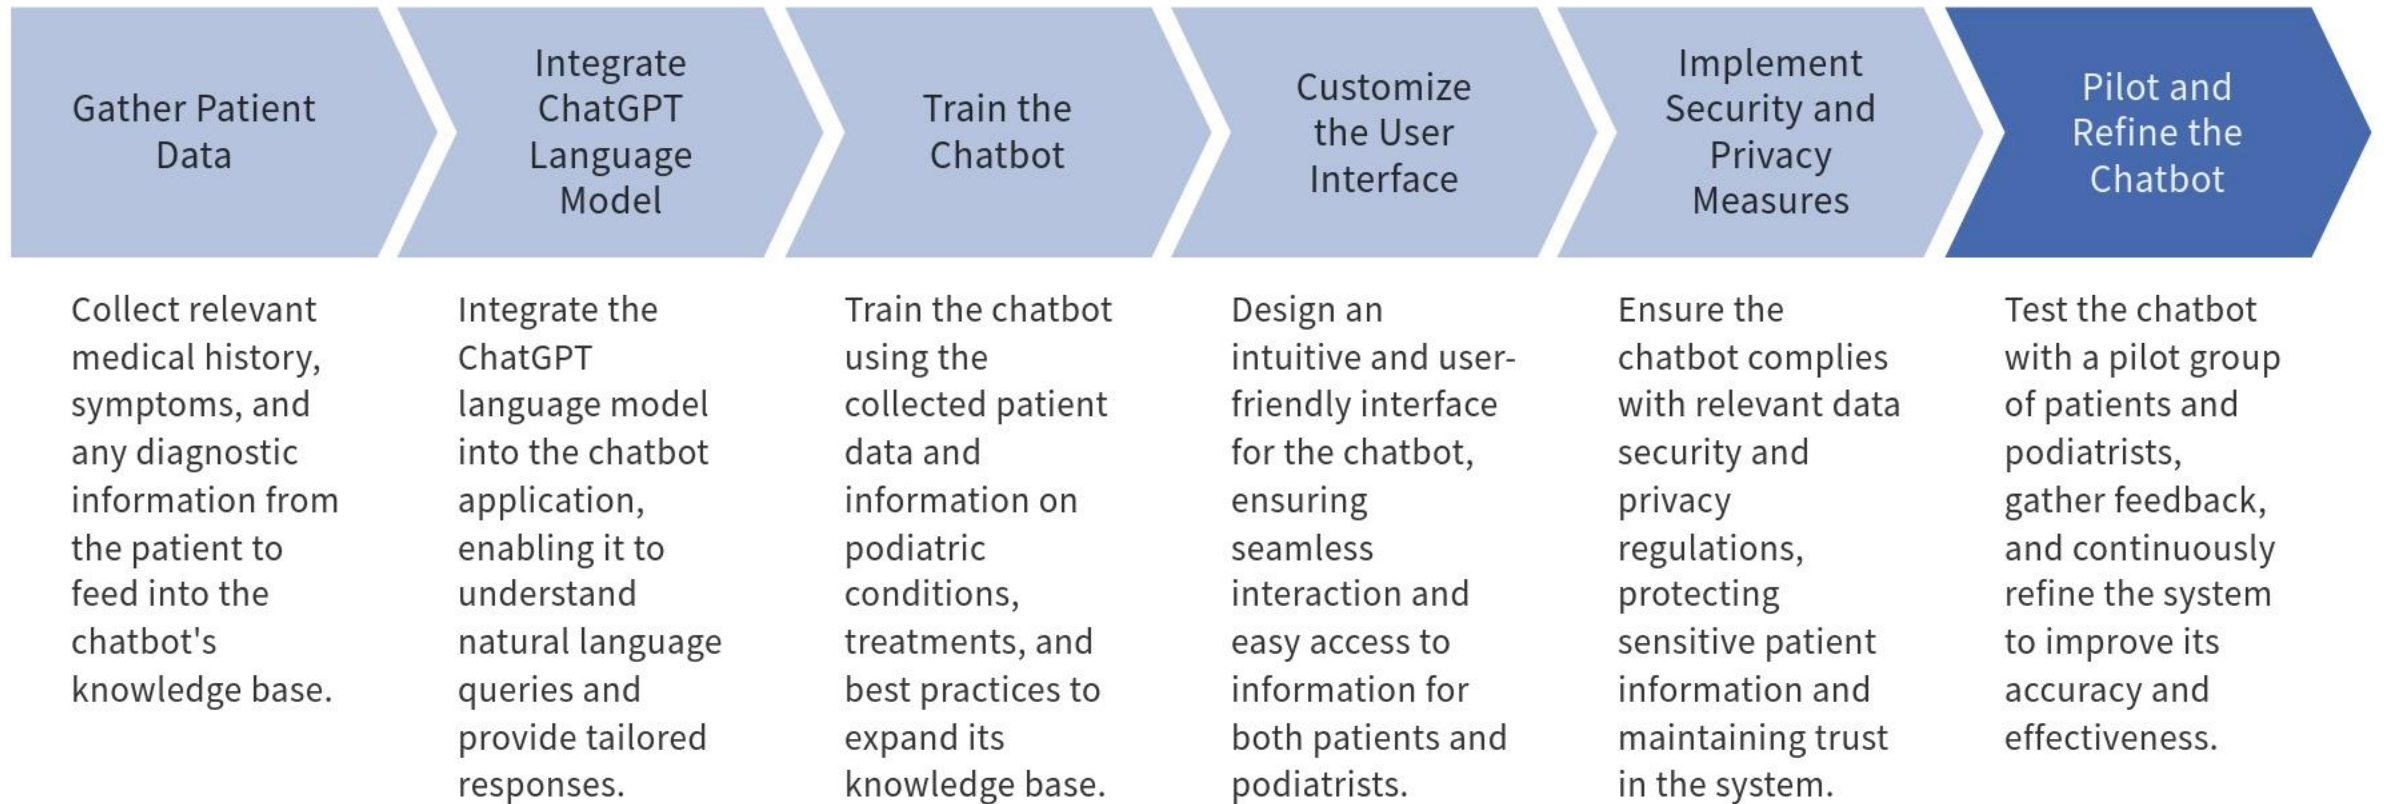 Gather Patient
Data
Integrate
ChatGPT
Language
Model
Train the
Chatbot
Customize
the User
Interface
Implement
Security and
Privacy
Measures
Pilot and
Refine the
Chatbot
Collect relevant
medical history,
symptoms, and
any diagnostic
information from
the patient to
feed into the
chatbot's
knowledge base.
Integrate the
ChatGPT
language model
into the chatbot
application,
enabling it to
understand
natural language
queries and
provide tailored
responses.
Train the chatbot
using the
collected patient
data and
information on
podiatric
conditions,
treatments, and
best practices to
expand its
knowledge base.
Design an
intuitive and user-
friendly interface
for the chatbot,
ensuring
seamless
interaction and
easy access to
information for
both patients and
podiatrists.
Ensure the
chatbot complies
with relevant data
security and
privacy
regulations,
protecting
sensitive patient
information and
maintaining trust
in the system.
Test the chatbot
with a pilot group
of patients and
podiatrists,
gather feedback,
and continuously
refine the system
to improve its
accuracy and
effectiveness.